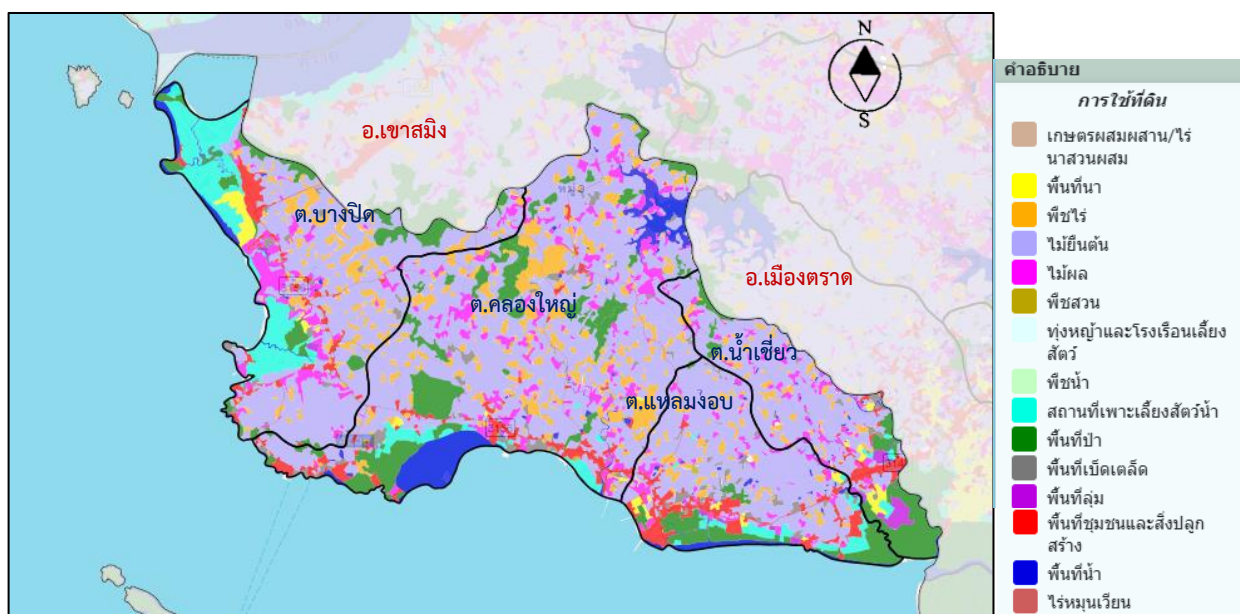 N
S
อ.เขาสมิง
ต.บางปิด
ต.คลองใหญ่
อ.เมืองตราด
ต.น้ำเชี่ยว
ต.แหลมงอบ
คำอธิบาย
การใช้ที่ดิน
เกษตรผสมผสาน/ไร่
นาสวนผสม
พื้นที่นา
พืชไร่
ไม้ยืนต้น
ไม้ผล
พืชสวน
ทุ่งหญ้าและโรงเรือนเลี้ยง
สัตว์
พืชน้ำ
สถานที่เพาะเลี้ยงสัตว์น้ำ
พื้นที่ป่า
พื้นที่เบ็ดเตล็ด
พื้นที่ลุ่ม
พื้นที่ชุมชนและสิ่งปลูก
สร้าง
พื้นที่น้ำ
ไร่หมุนเวียน